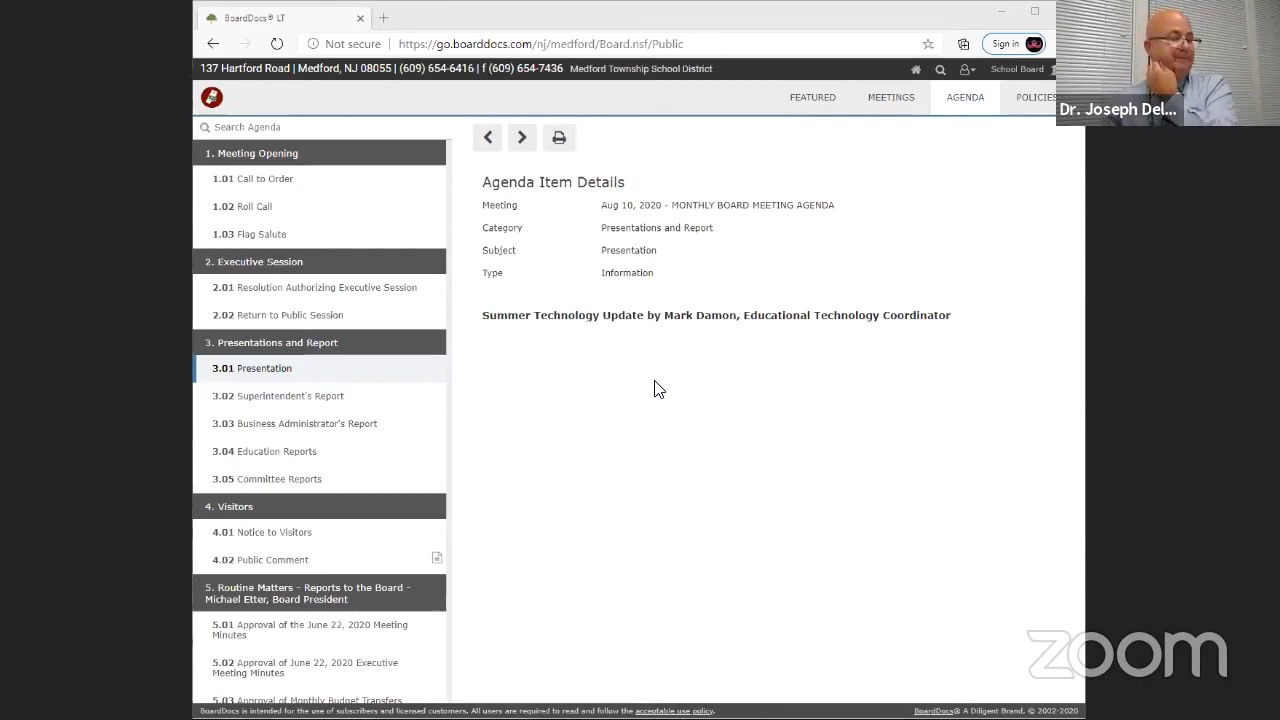 BoardDocs® LT
Not secure
https://go.boarddocs.com/nj/medford/Board.nsf/Public
Sign in
137 Hartford Road | Medford, NJ 08055 | (609) 654-6416 | f (609) 654-7436 Medford Township School District
School Board
FEATURED MEETINGS AGENDA POLICIES
Dr. Joseph Del...
Search Agenda
1. Meeting Opening
1.01 Call to Order
1.02 Roll Call
1.03 Flag Salute
2. Executive Session
2.01 Resolution Authorizing Executive Session
2.02 Return to Public Session
3. Presentations and Report
3.01 Presentation
3.02 Superintendent's Report
3.03 Business Administrator's Report
3.04 Education Reports
3.05 Committee Reports
4. Visitors
4.01 Notice to Visitors
4.02 Public Comment
5. Routine Matters - Reports to the Board -
Michael Etter, Board President
5.01 Approval of the June 22, 2020 Meeting
Minutes
5.02 Approval of June 22, 2020 Executive
Meeting Minutes
5.03 Approval of Monthly Budget Transfers
Agenda Item Details
Meeting Aug 10, 2020 - MONTHLY BOARD MEETING AGENDA
Category Presentations and Report
Subject Presentation
Type Information
Summer Technology Update by Mark Damon, Educational Technology Coordinator
zoom
BoardDocs is intended for the use of subscribers and licensed customers. All users are required to read and follow the acceptable use policy.
BoardDocs® A Diligent Brand. © 2002-2020